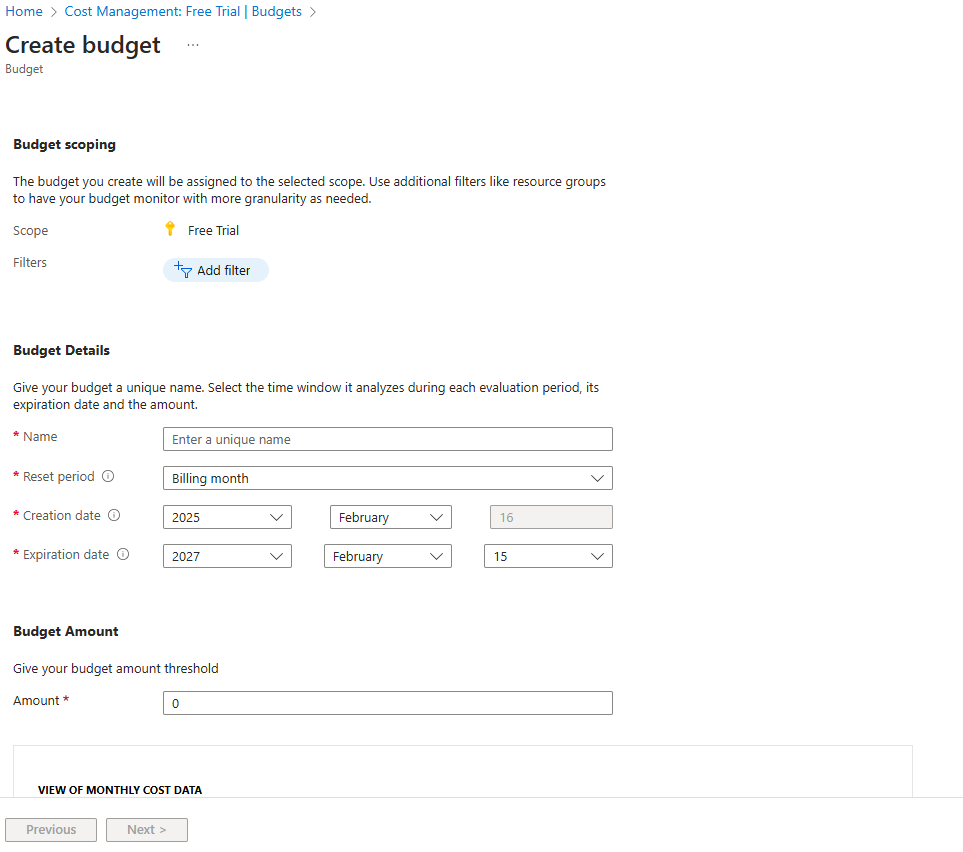 Home > Cost Management: Free Trial | Budgets >
Create budget ...
Budget
Budget scoping
The budget you create will be assigned to the selected scope. Use additional filters like resource groups
to have your budget monitor with more granularity as needed.
Scope Free Trial
Filters Add filter
Budget Details
Give your budget a unique name. Select the time window it analyzes during each evaluation period, its
expiration date and the amount.
* Name Enter a unique name
* Reset period Billing month
* Creation date 2025 February 16
* Expiration date 2027 February 15
Budget Amount
Give your budget amount threshold
Amount * 0
VIEW OF MONTHLY COST DATA
Previous Next >